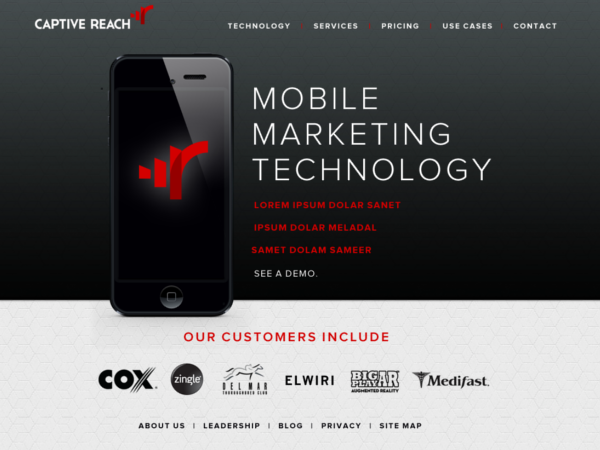 CAPTIVE REACH
TECHNOLOGY SERVICES PRICING USE CASES CONTACT
MOBILE
MARKETING
TECHNOLOGY
LOREM IPSUM DOLAR SANET
IPSUM DOLAR MELADAL
SAMET DOLAM SAMEER
SEE A DEMO.
OUR CUSTOMERS INCLUDE
COX zingle DEL MAR THOROUGHBRED CLUB ELWIRI BIG AR PLAY AUGMENTED REALITY Medifast
ABOUT US | LEADERSHIP | BLOG | PRIVACY | SITE MAP